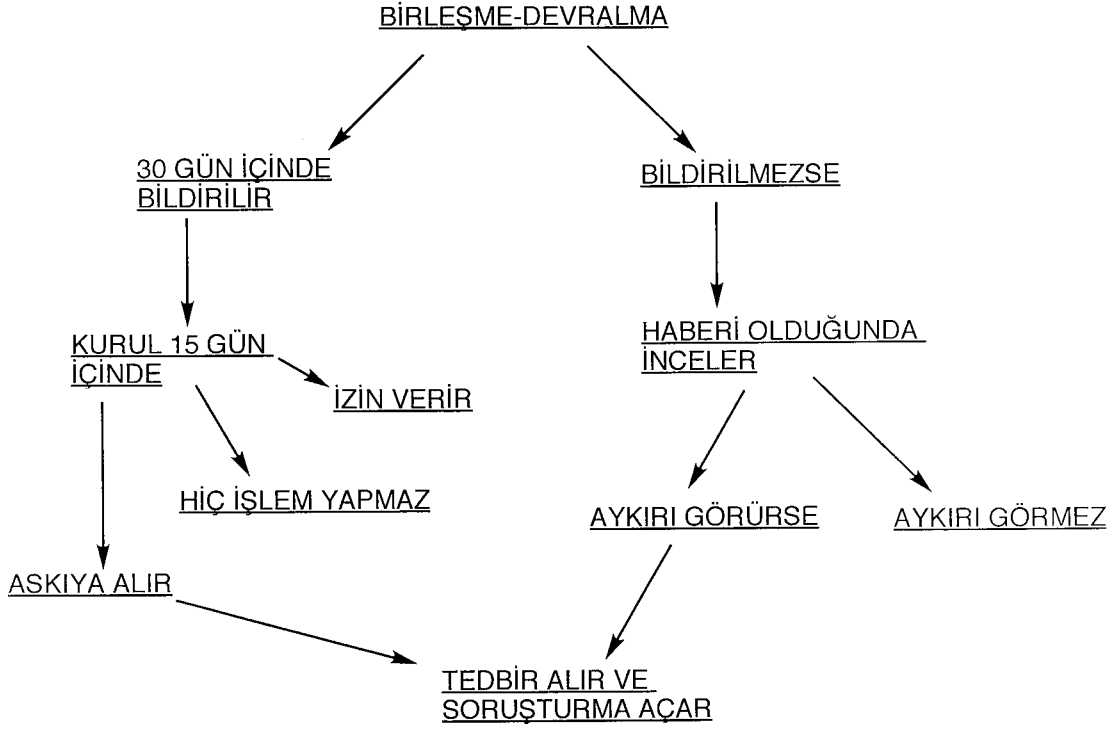 BİRLEŞME-DEVRALMA
30 GÜN İÇİNDE
BİLDİRİLİR
BİLDİRİLMEZSE
KURUL 15 GÜN
İÇİNDE
HABERİ OLDUĞUNDA
İNCELER
İZİN VERİR
HİÇ İŞLEM YAPMAZ
AYKIRI GÖRÜRSE
AYKIRI GÖRMEZ
ASKIYA ALIR
TEDBİR ALIR VE
SORUŞTURMA AÇAR